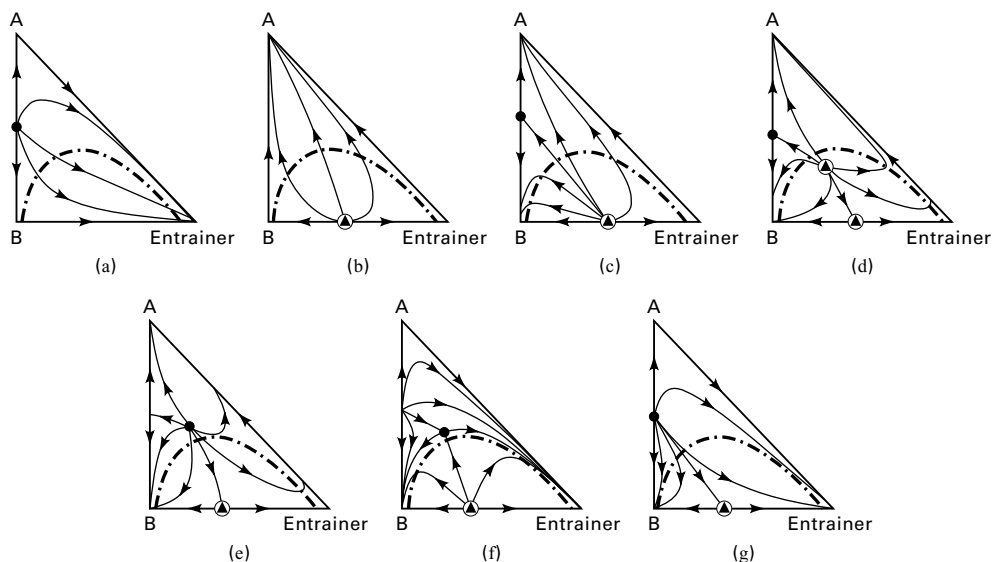 A A A A
B Entrainer B Entrainer B Entrainer B Entrainer
(a) (b) (c) (d)
A A A
B Entrainer B Entrainer B Entrainer
(e) (f) (g)